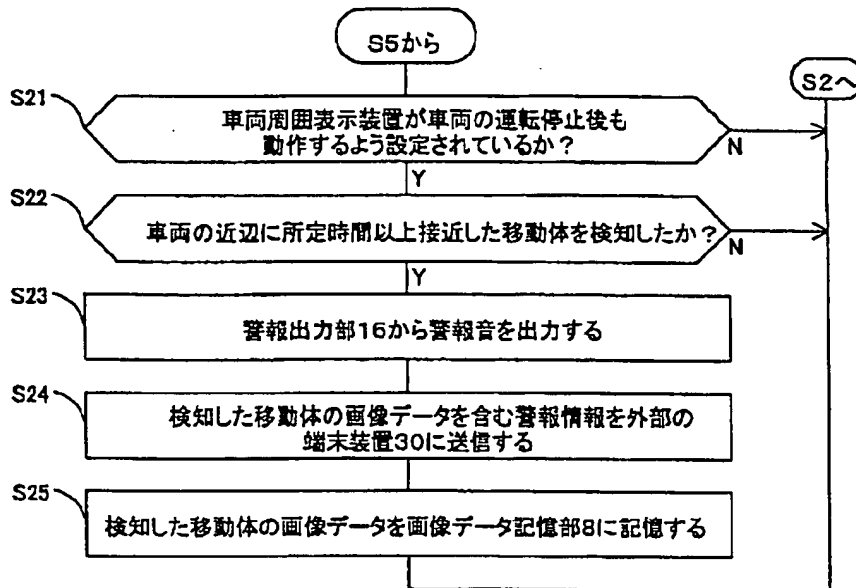 S5から
S2へ
S21
車両周囲表示装置が車両の運転停止後も
動作するよう設定されているか？
N
Y
S22
車両の近辺に所定時間以上接近した移動体を検知したか？
N
Y
S23
警報出力部16から警報音を出力する
S24
検知した移動体の画像データを含む警報情報を外部の
端末装置30に送信する
S25
検知した移動体の画像データを画像データ記憶部8に記憶する